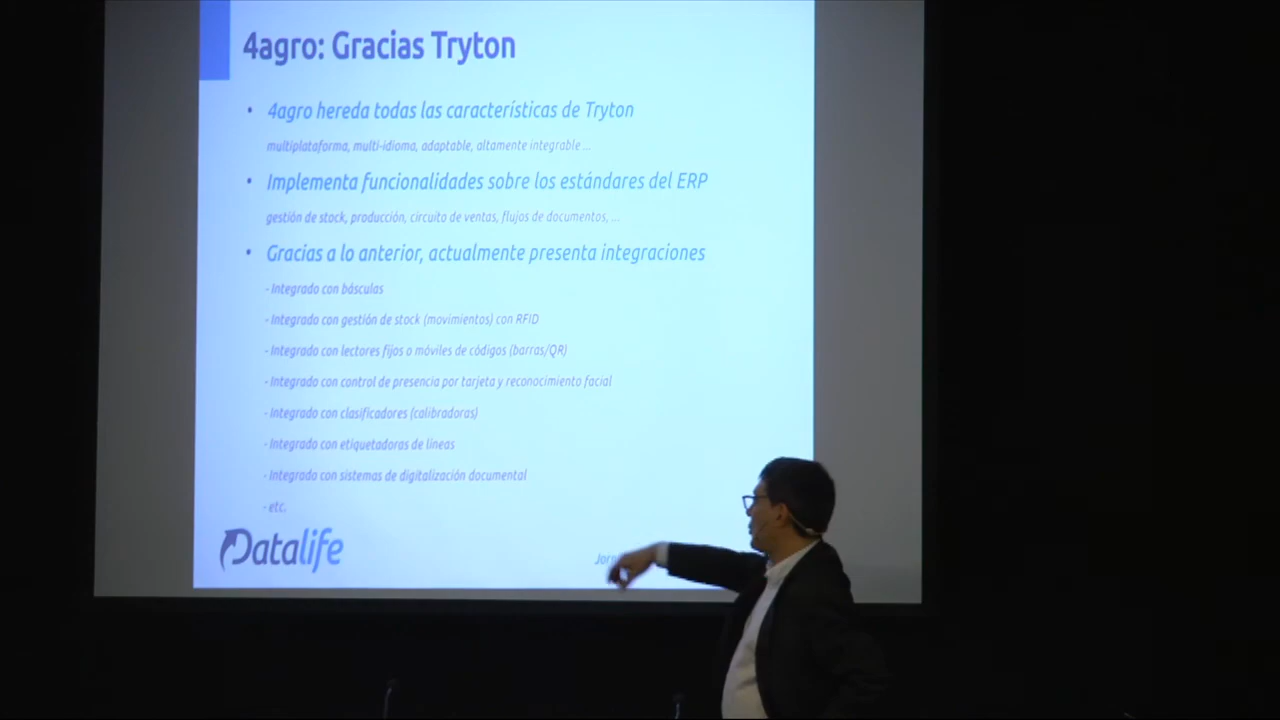 4agro: Gracias Tryton
• 4agro hereda todas las características de Tryton
multiplataforma, multi-idioma, adaptable, altamente integrable ...
• Implementa funcionalidades sobre los estándares del ERP
gestión de stock, producción, circuito de ventas, flujos de documentos, ...
• Gracias a lo anterior, actualmente presenta integraciones
- Integrado con básculas
- Integrado con gestión de stock (movimientos) con RFID
- Integrado con lectores fijos o móviles de códigos (barras/QR)
- Integrado con control de presencia por tarjeta y reconocimiento facial
- Integrado con clasificadores (calibradoras)
- Integrado con etiquetadoras de líneas
- Integrado con sistemas de digitalización documental
- etc.
Datalife